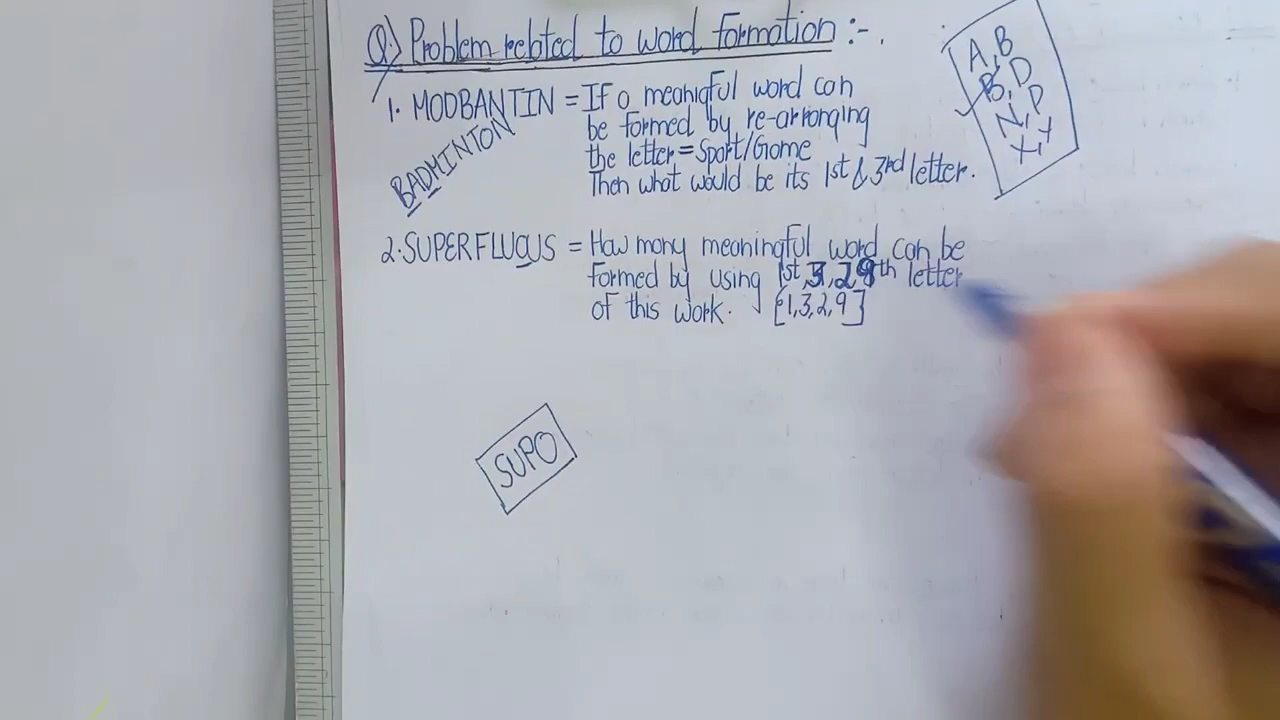 Q.) Problem related to word formation :- .
A, B
B, D
N, P
X, Y
1. MODBANTIN = If a meanigful word can
be formed by re-arranging
the letter = Sport/Game
Then what would be its 1st & 3rd letter.
BADMINTON
2. SUPERFLUOUS = How many meaningful word can be
formed by using 1st, 3, 2 9th letter
of this work. [1,3,2,9]
SUPO